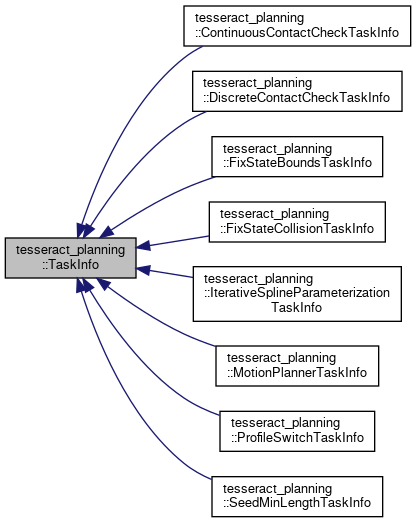 tesseract_planning
::ContinuousContactCheckTaskInfo
tesseract_planning
::DiscreteContactCheckTaskInfo
tesseract_planning
::FixStateBoundsTaskInfo
tesseract_planning
::FixStateCollisionTaskInfo
tesseract_planning
::TaskInfo
tesseract_planning
::IterativeSplineParameterization
TaskInfo
tesseract_planning
::MotionPlannerTaskInfo
tesseract_planning
::ProfileSwitchTaskInfo
tesseract_planning
::SeedMinLengthTaskInfo